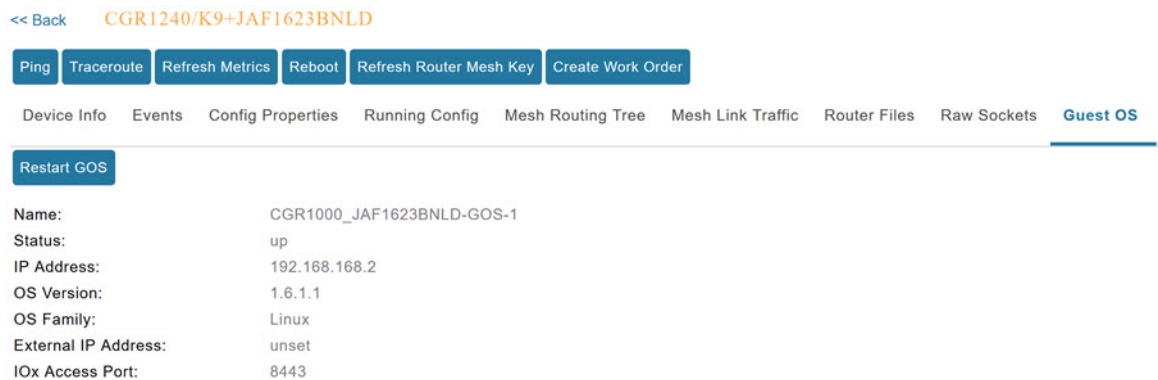 << Back CGR1240/K9+JAF1623BNLD
Ping Traceroute Refresh Metrics Reboot Refresh Router Mesh Key Create Work Order
Device Info Events Config Properties Running Config Mesh Routing Tree Mesh Link Traffic Router Files Raw Sockets Guest OS
Restart GOS
Name: CGR1000_JAF1623BNLD-GOS-1
Status: up
IP Address: 192.168.168.2
OS Version: 1.6.1.1
OS Family: Linux
External IP Address: unset
IOx Access Port: 8443